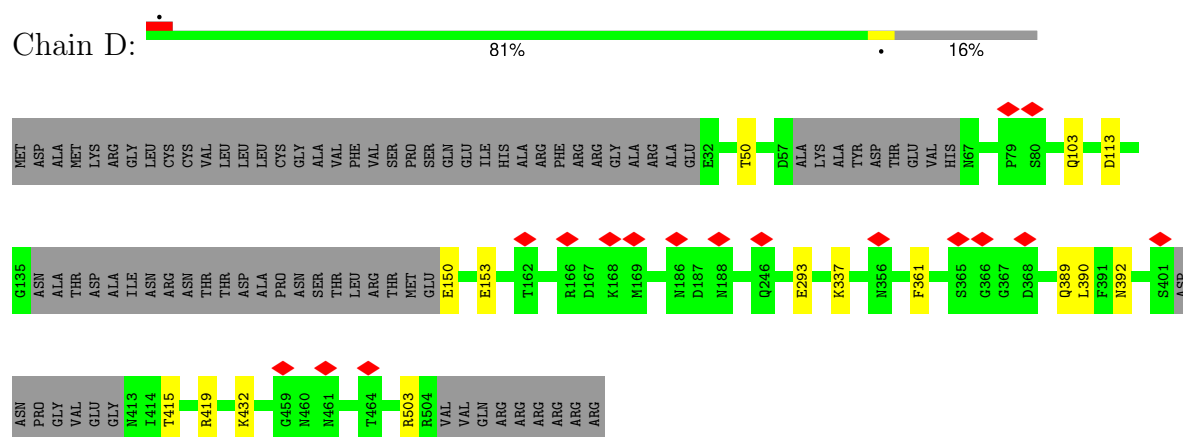 Chain D:
81%
16%
MET ASP ALA MET LYS ARG GLY LEU CYS CYS VAL LEU LEU LEU CYS GLY ALA VAL PHE VAL SER PRO SER GLN GLU ILE HIS ALA ARG PHE ARG ARG GLY ALA ARG ALA GLU E32 T50 D57 ALA LYS ALA TYR ASP THR GLU VAL HIS N67 P79 S80 Q103 D113
G135 ASN ALA THR ASP ALA ILE ASN ARG ASN THR THR ASP ALA PRO ASN SER THR LEU ARG THR MET GLU E150 E153 T162 R166 D167 K168 M169 N186 D187 N188 Q246 E293 K337 N356 F361 S365 G366 G367 D368 Q389 L390 F391 N392 S401 ASP
ASN PRO GLY VAL GLU GLY N413 I414 T415 R419 K432 G459 N460 N461 T464 R503 R504 VAL VAL GLN ARG ARG ARG ARG ARG ARG